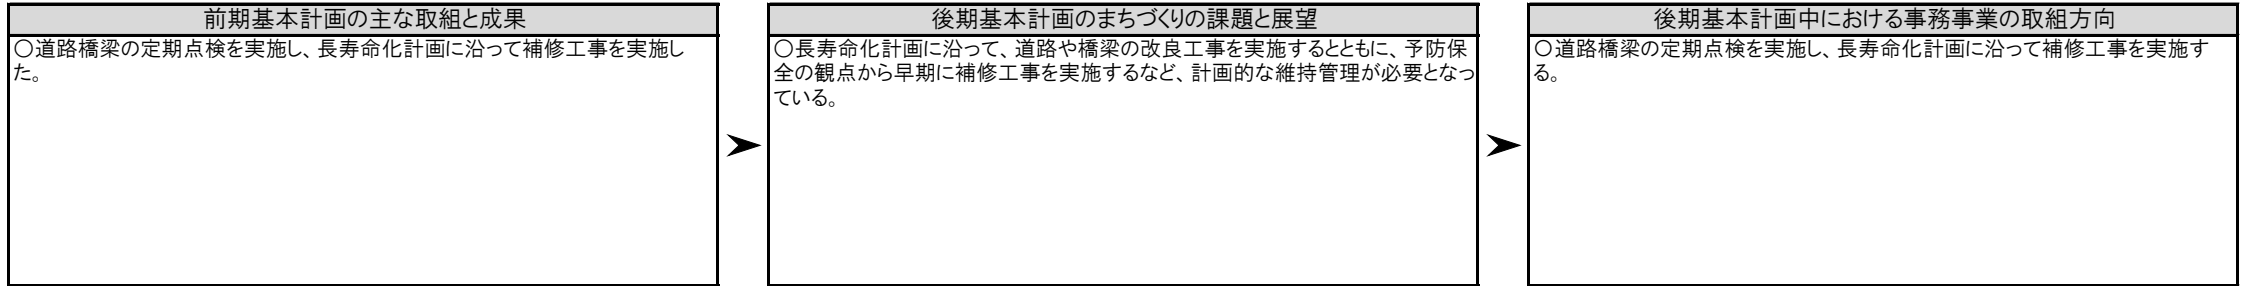 前期基本計画の主な取組と成果
〇道路橋梁の定期点検を実施し、長寿命化計画に沿って補修工事を実施し
た。
後期基本計画のまちづくりの課題と展望
〇長寿命化計画に沿って、道路や橋梁の改良工事を実施するとともに、予防保
全の観点から早期に補修工事を実施するなど、計画的な維持管理が必要となっ
ている。
後期基本計画中における事務事業の取組方向
〇道路橋梁の定期点検を実施し、長寿命化計画に沿って補修工事を実施す
る。